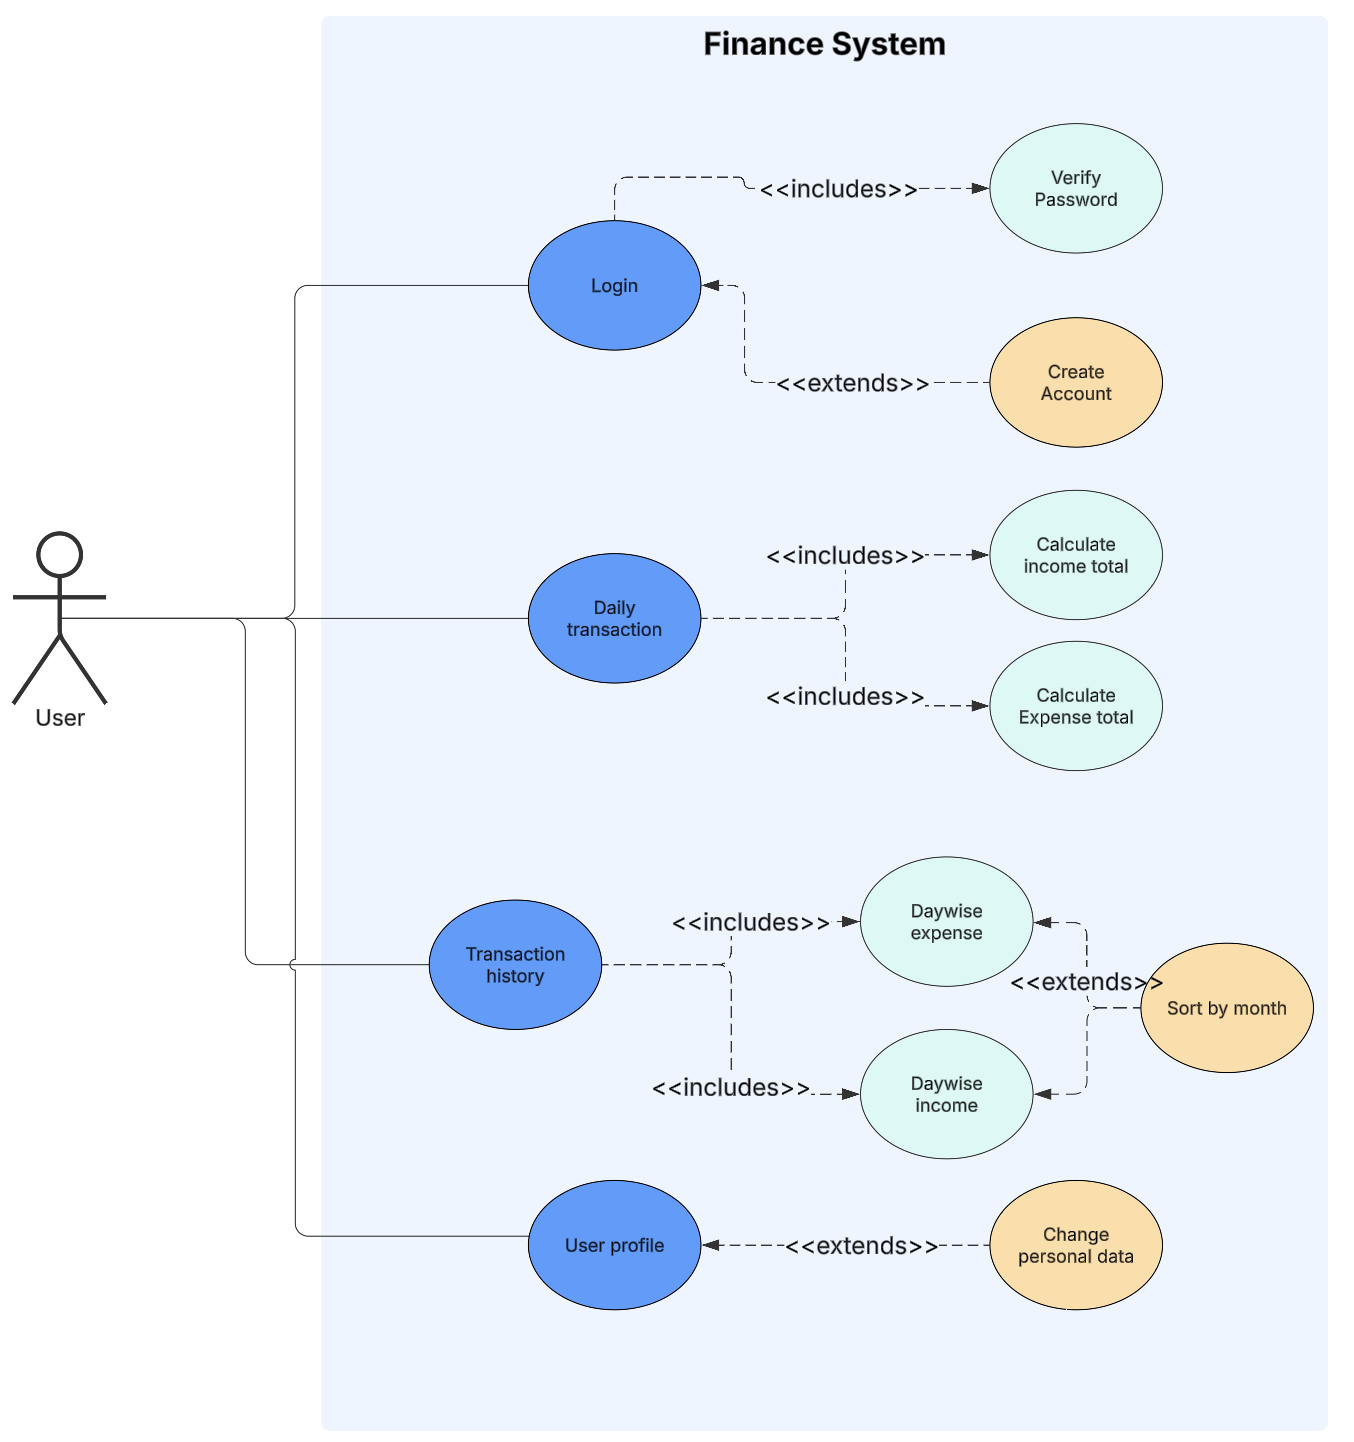 Finance System
<<includes>>
Verify
Password
Login
<<extends>>
Create
Account
User
Daily
transaction
<<includes>>
Calculate
income total
<<includes>>
Calculate
Expense total
Transaction
history
<<includes>>
Daywise
expense
<<extends>>
Sort by month
<<includes>>
Daywise
income
User profile
<<extends>>
Change
personal data